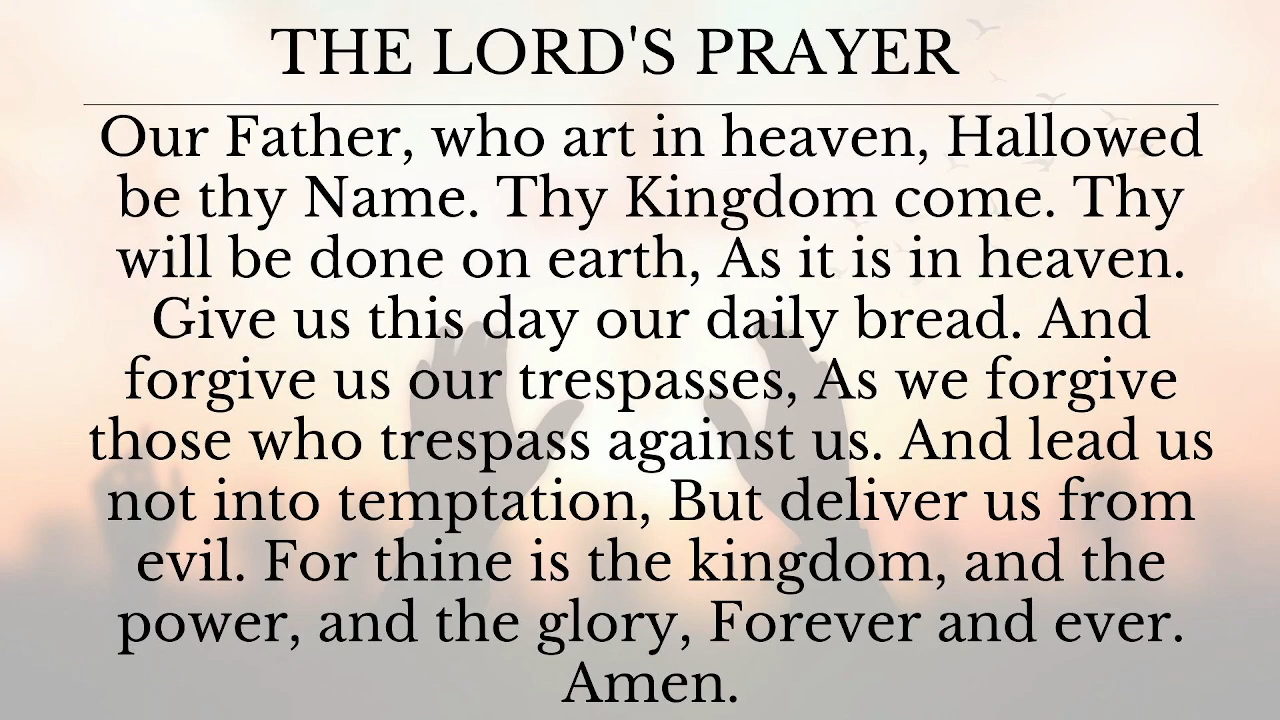 THE LORD'S PRAYER
Our Father, who art in heaven, Hallowed
be thy Name. Thy Kingdom come. Thy
will be done on earth, As it is in heaven.
Give us this day our daily bread. And
forgive us our trespasses, As we forgive
those who trespass against us. And lead us
not into temptation, But deliver us from
evil. For thine is the kingdom, and the
power, and the glory, Forever and ever.
Amen.